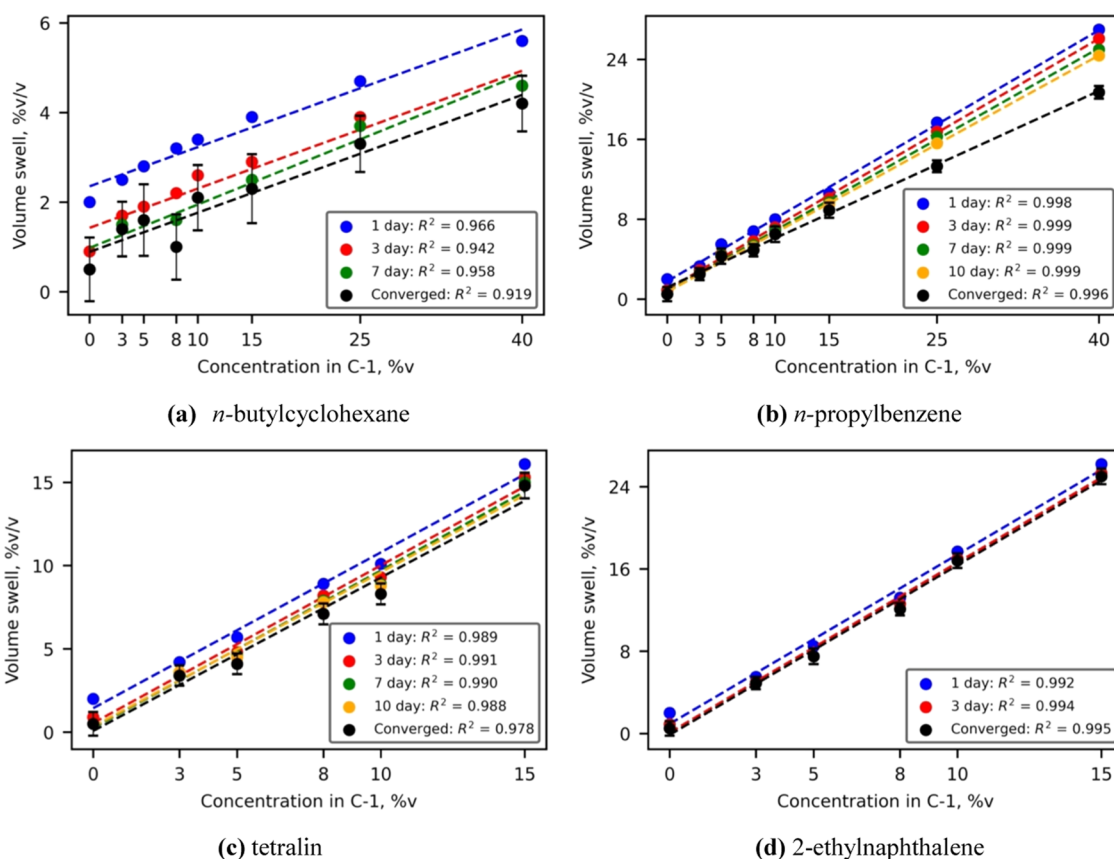 6
4
2
0
Volume swell, %v/v
1 day: R² = 0.966
3 day: R² = 0.942
7 day: R² = 0.958
Converged: R² = 0.919
0 3 5 8 10 15 25 40
Concentration in C-1, %v
(a) n-butylcyclohexane
24
16
8
0
Volume swell, %v/v
1 day: R² = 0.998
3 day: R² = 0.999
7 day: R² = 0.999
10 day: R² = 0.999
Converged: R² = 0.996
0 3 5 8 10 15 25 40
Concentration in C-1, %v
(b) n-propylbenzene
15
10
5
0
Volume swell, %v/v
1 day: R² = 0.989
3 day: R² = 0.991
7 day: R² = 0.990
10 day: R² = 0.988
Converged: R² = 0.978
0 3 5 8 10 15
Concentration in C-1, %v
(c) tetralin
24
16
8
0
Volume swell, %v/v
1 day: R² = 0.992
3 day: R² = 0.994
Converged: R² = 0.995
0 3 5 8 10 15
Concentration in C-1, %v
(d) 2-ethylnaphthalene